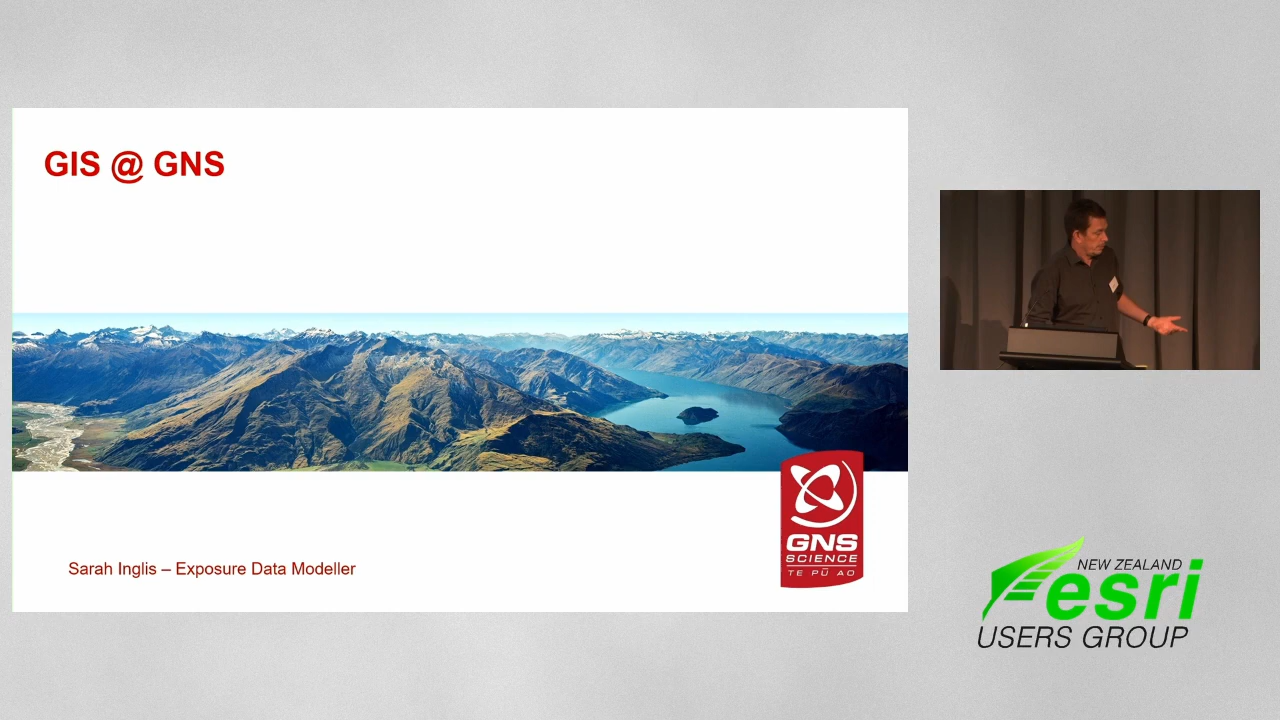 GIS @ GNS
GNS
SCIENCE
TE PŪ AO
Sarah Inglis – Exposure Data Modeller
NEW ZEALAND
esri
USERS GROUP